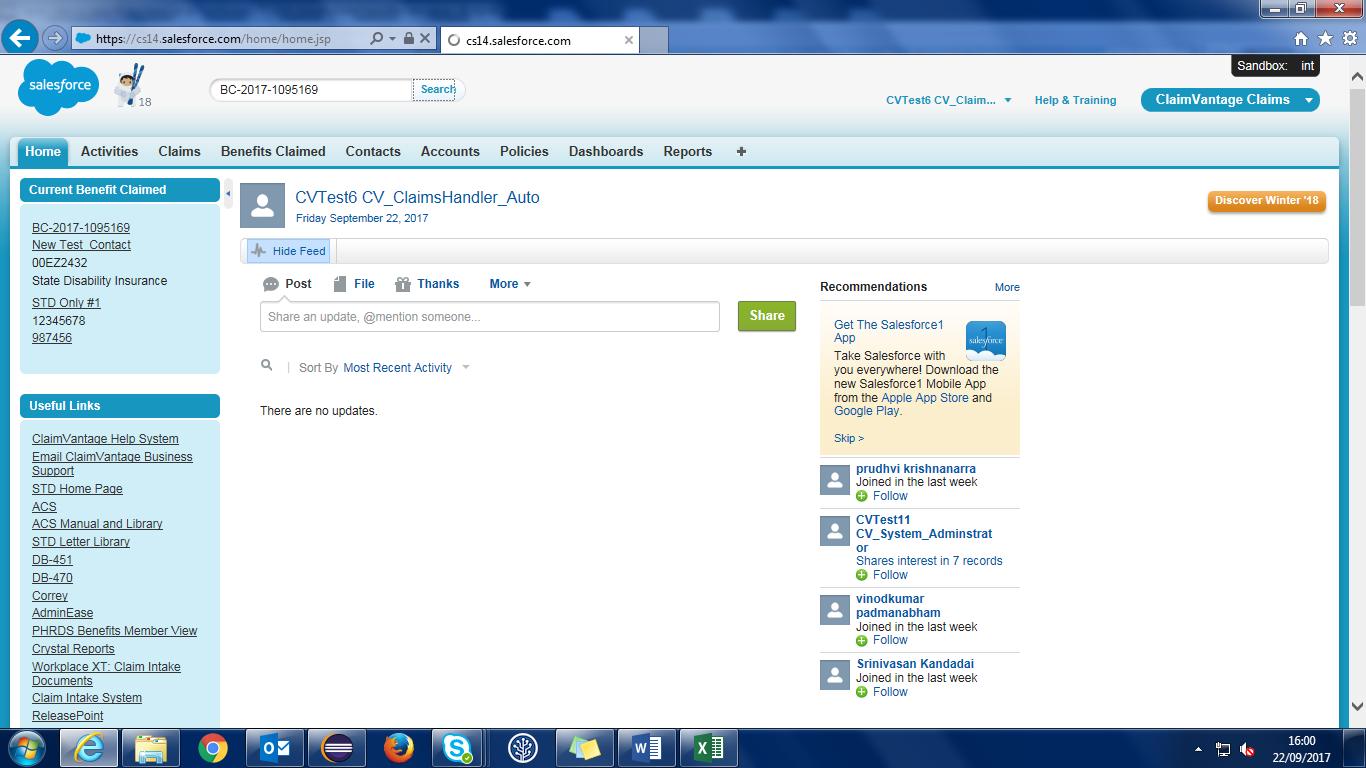 https://cs14.salesforce.com/home/home.jsp
cs14.salesforce.com
Sandbox: int
salesforce
18
BC-2017-1095169
Search
CVTest6 CV_Claim...
Help & Training
ClaimVantage Claims
Home
Activities
Claims
Benefits Claimed
Contacts
Accounts
Policies
Dashboards
Reports
Current Benefit Claimed
BC-2017-1095169
New Test_Contact
00EZ2432
State Disability Insurance
STD Only #1
12345678
987456
Useful Links
ClaimVantage Help System
Email ClaimVantage Business
Support
STD Home Page
ACS
ACS Manual and Library
STD Letter Library
DB-451
DB-470
Correy
AdminEase
PHRDS Benefits Member View
Crystal Reports
Workplace XT: Claim Intake
Documents
Claim Intake System
ReleasePoint
CVTest6 CV_ClaimsHandler_Auto
Friday September 22, 2017
Discover Winter '18
Hide Feed
Post
File
Thanks
More
Share an update, @mention someone...
Share
Sort By Most Recent Activity
There are no updates.
Recommendations
More
Get The Salesforce1
App
1
salesforce
Take Salesforce with
you everywhere! Download the
new Salesforce1 Mobile App
from the Apple App Store and
Google Play.
Skip >
prudhvi krishnanarra
Joined in the last week
Follow
CVTest11
CV_System_Adminstrat
or
Shares interest in 7 records
Follow
vinodkumar
padmanabham
Joined in the last week
Follow
Srinivasan Kandadai
Joined in the last week
Follow
16:00
22/09/2017